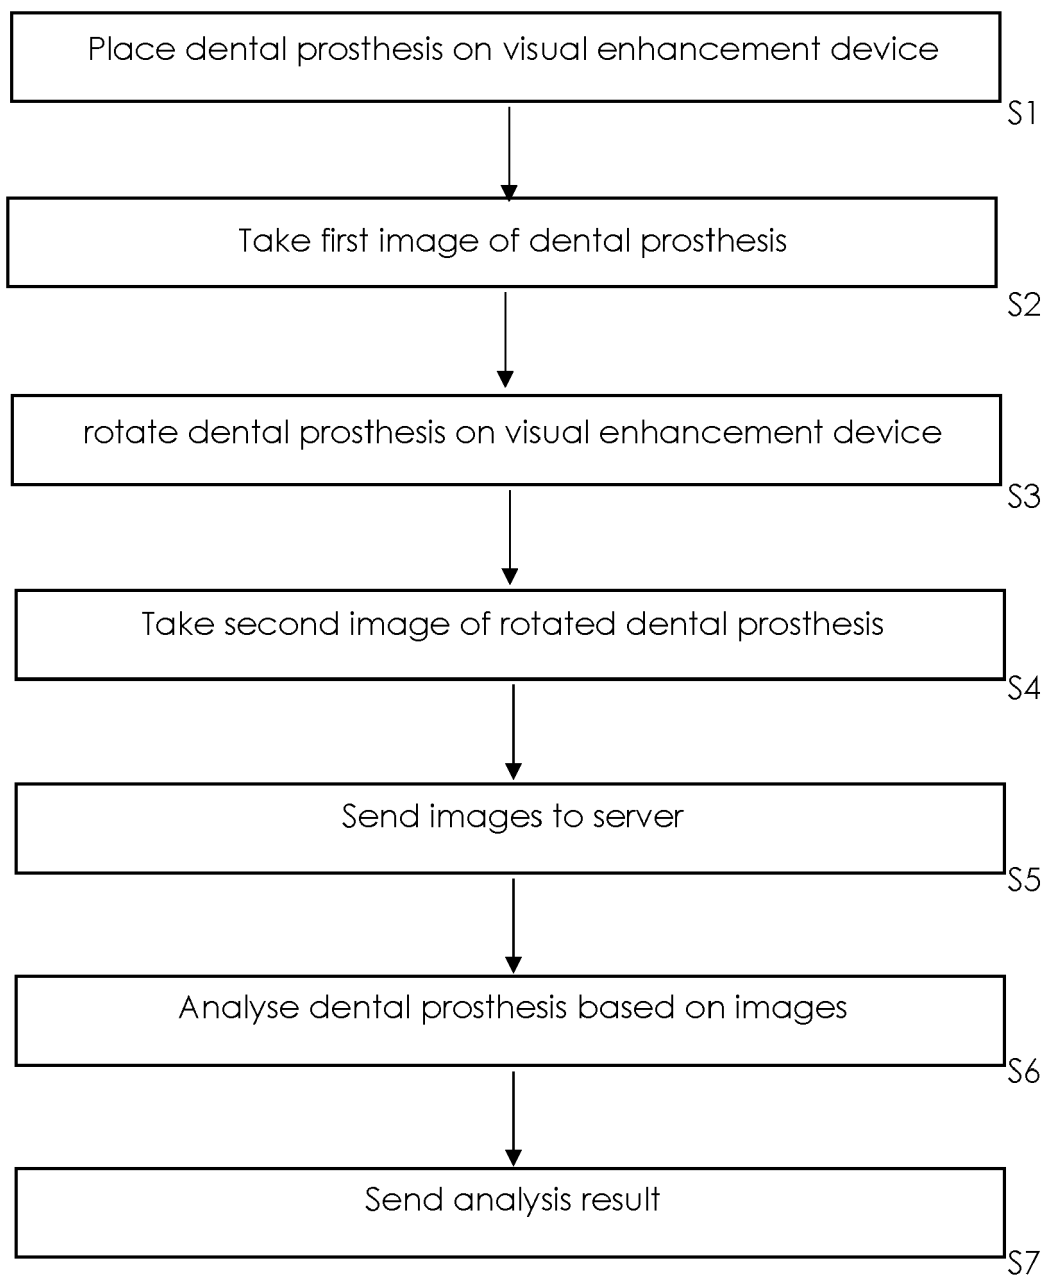 Place dental prosthesis on visual enhancement device
S1
Take first image of dental prosthesis
S2
rotate dental prosthesis on visual enhancement device
S3
Take second image of rotated dental prosthesis
S4
Send images to server
S5
Analyse dental prosthesis based on images
S6
Send analysis result
S7